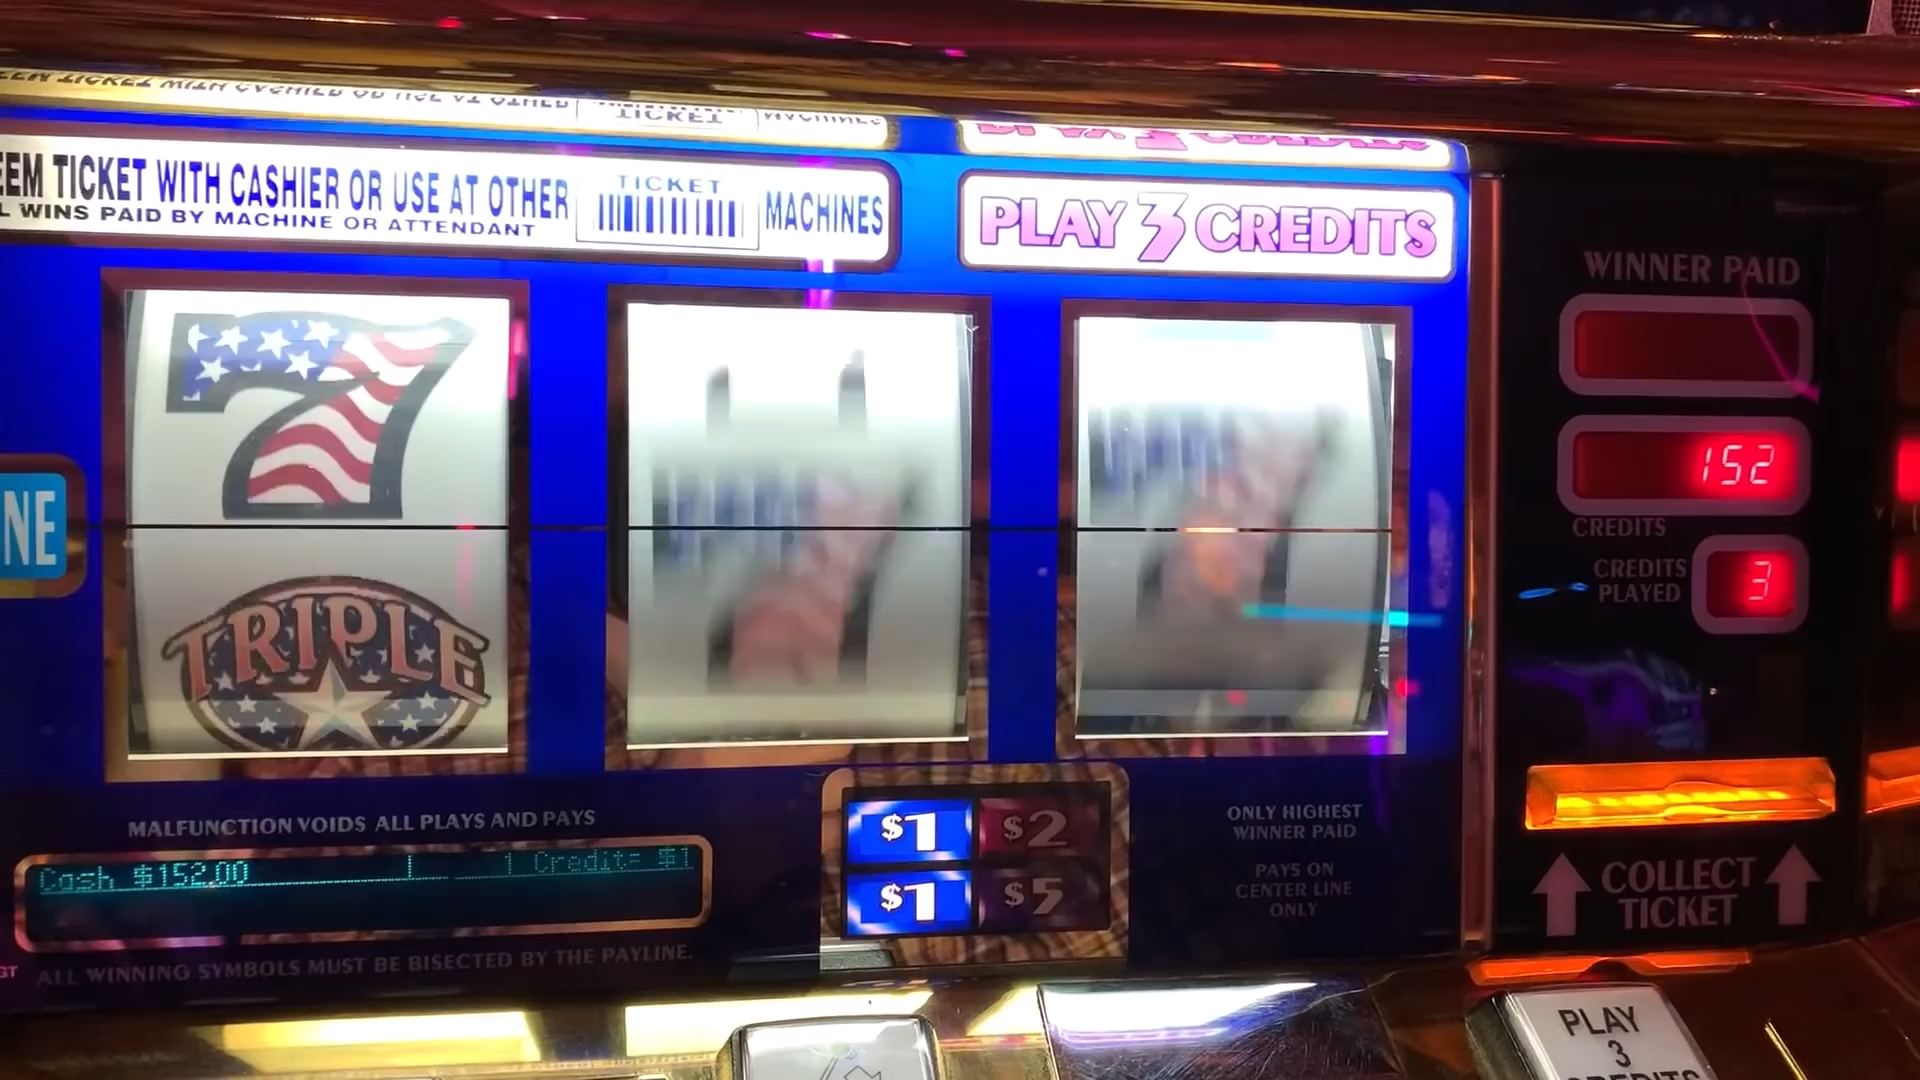 EEM TICKET WITH CASHIER OR USE AT OTHER
L WINS PAID BY MACHINE OR ATTENDANT
TICKET
MACHINES
PLAY 3 CREDITS
WINNER PAID
152
CREDITS
CREDITS
PLAYED
3
7
TRIPLE
NE
MALFUNCTION VOIDS ALL PLAYS AND PAYS
Cash $152.00 1 Credit= $1
ALL WINNING SYMBOLS MUST BE BISECTED BY THE PAYLINE.
GT
$1 $2
$1 $5
ONLY HIGHEST
WINNER PAID
PAYS ON
CENTER LINE
ONLY
COLLECT
TICKET
PLAY
3
CREDITS